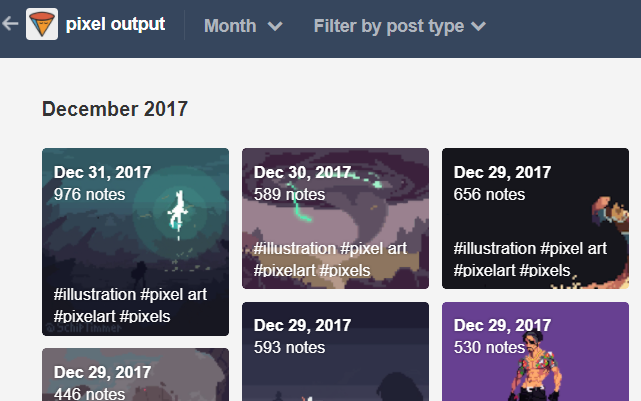 pixel output
Month
Filter by post type
December 2017
Dec 31, 2017
976 notes
#illustration #pixel art
#pixelart #pixels
Dec 30, 2017
589 notes
#illustration #pixel art
#pixelart #pixels
Dec 29, 2017
656 notes
#illustration #pixel art
#pixelart #pixels
Dec 29, 2017
446 notes
Dec 29, 2017
593 notes
Dec 29, 2017
530 notes